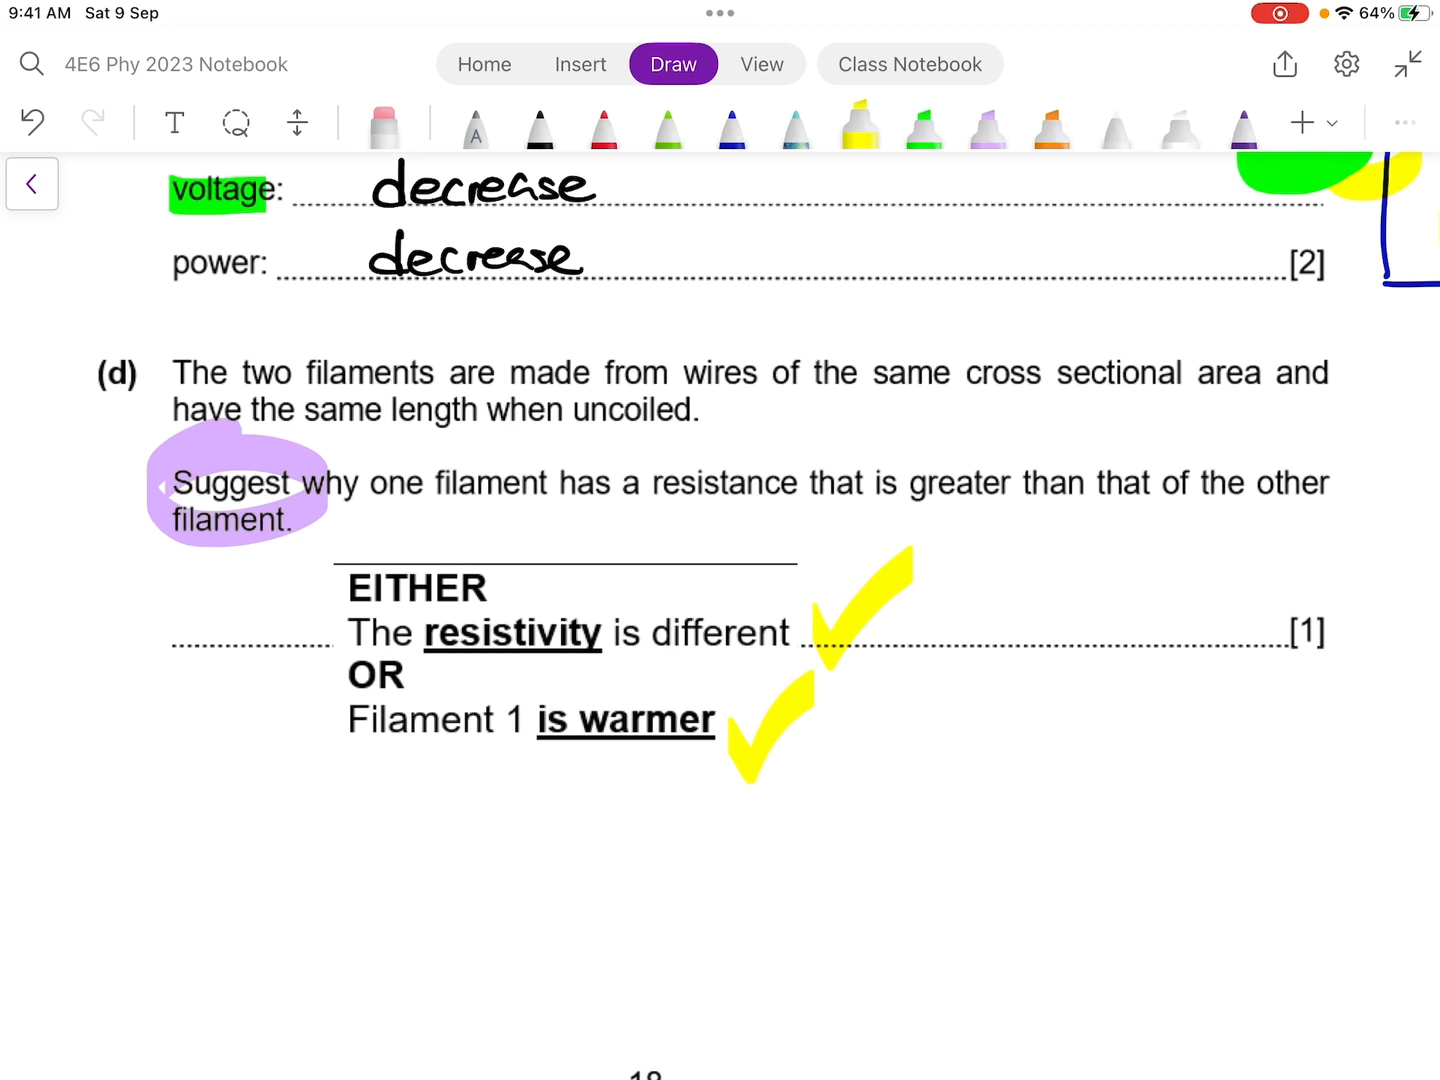 9:41 AM Sat 9 Sep
64%
4E6 Phy 2023 Notebook
Home Insert Draw View Class Notebook
T A
voltage: decrease
power: decrease [2]
(d) The two filaments are made from wires of the same cross sectional area and
have the same length when uncoiled.
Suggest why one filament has a resistance that is greater than that of the other
filament.
EITHER
The resistivity is different [1]
OR
Filament 1 is warmer